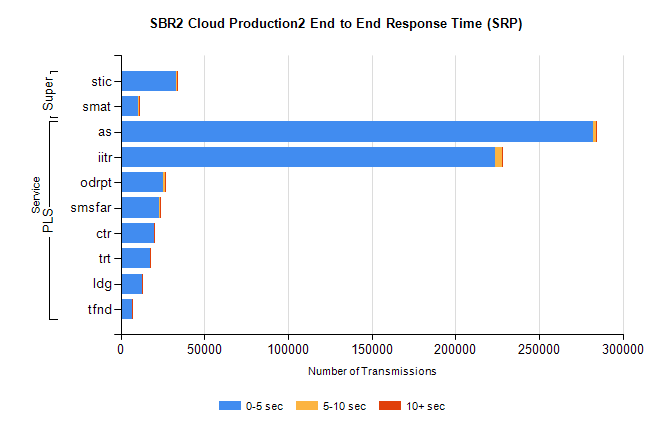 SBR2 Cloud Production2 End to End Response Time (SRP)
Service
Super
stic
smat
PLS
as
iitr
odrpt
smsfar
ctr
trt
ldg
tfnd
0 50000 100000 150000 200000 250000 300000
Number of Transmissions
0-5 sec 5-10 sec 10+ sec